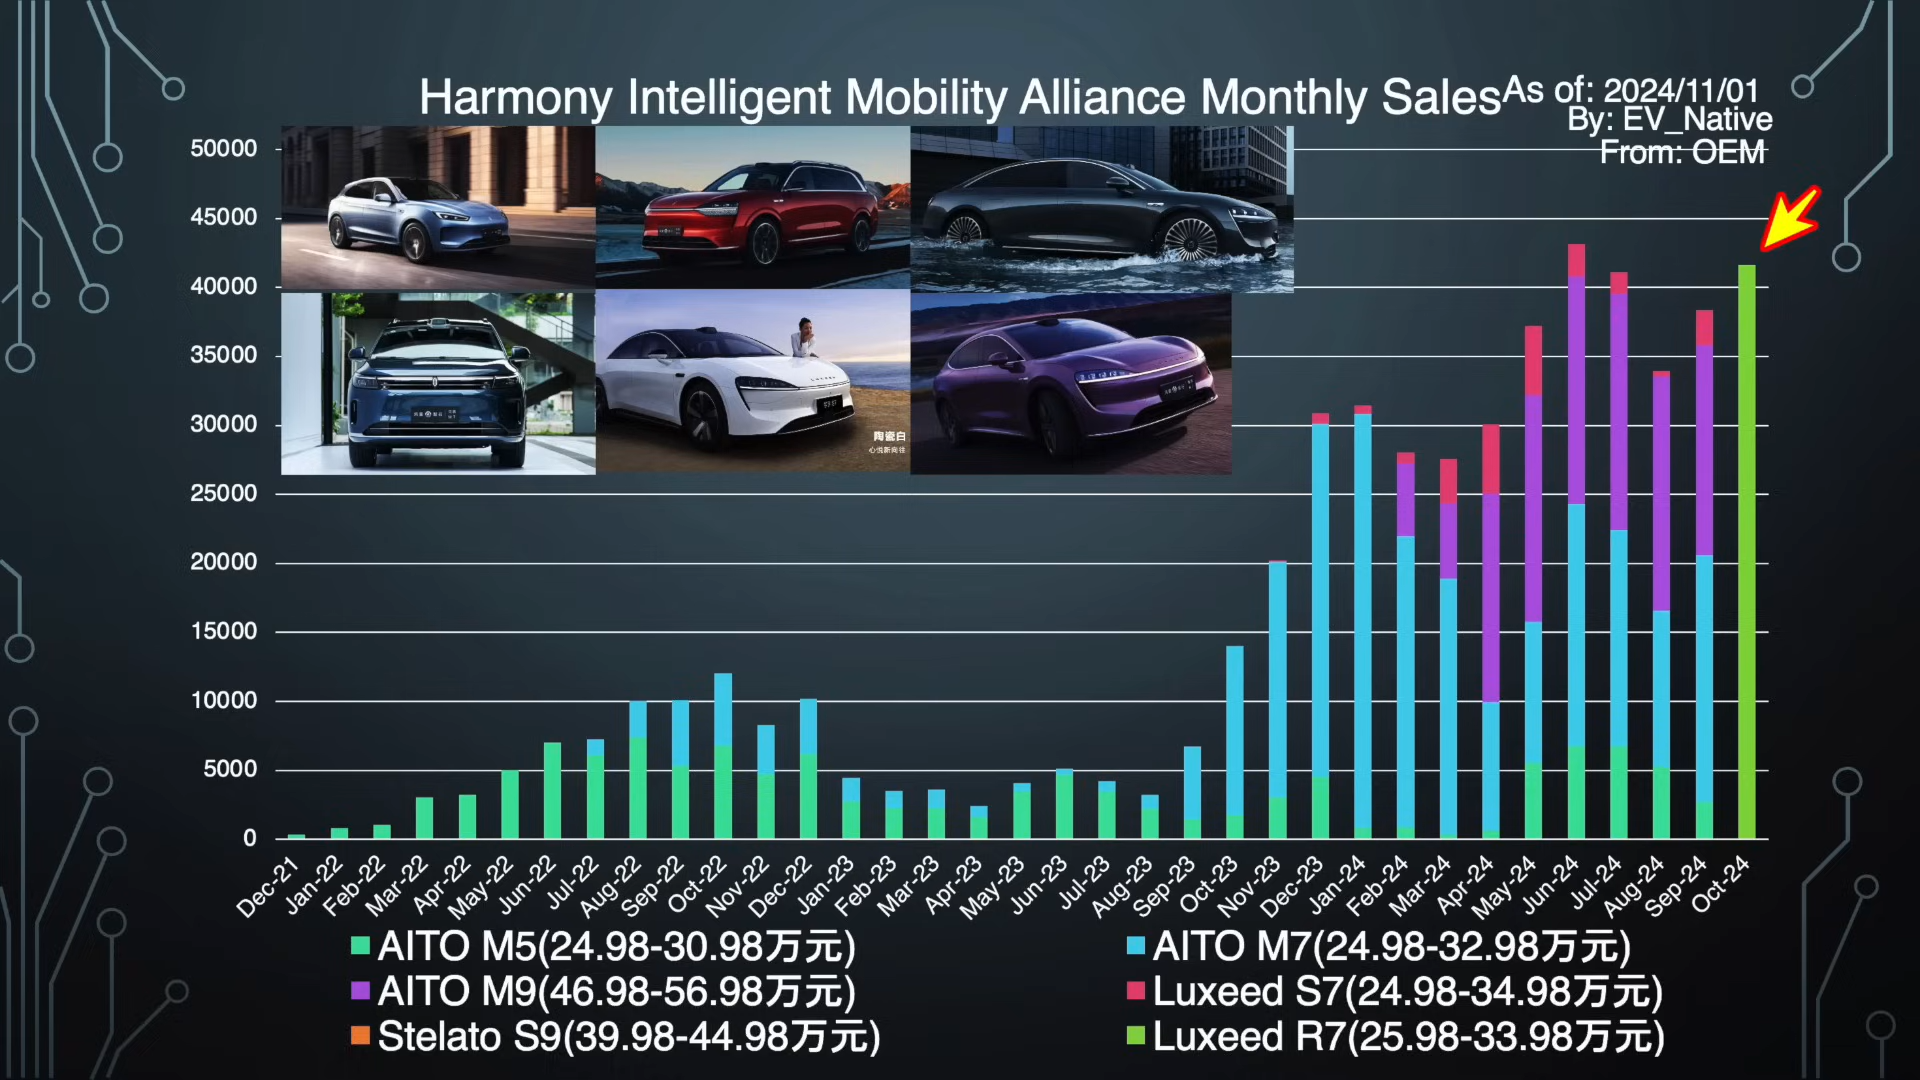 Harmony Intelligent Mobility Alliance Monthly Sales
As of: 2024/11/01
By: EV_Native
From: OEM
50000
45000
40000
35000
30000
25000
20000
15000
10000
5000
0
陶瓷白
心悦新向往
Dec-21
Jan-22
Feb-22
Mar-22
Apr-22
May-22
Jun-22
Jul-22
Aug-22
Sep-22
Oct-22
Nov-22
Dec-22
Jan-23
Feb-23
Mar-23
Apr-23
May-23
Jun-23
Jul-23
Aug-23
Sep-23
Oct-23
Nov-23
Dec-23
Jan-24
Feb-24
Mar-24
Apr-24
May-24
Jun-24
Jul-24
Aug-24
Sep-24
Oct-24
AITO M5(24.98-30.98万元)
AITO M7(24.98-32.98万元)
AITO M9(46.98-56.98万元)
Luxeed S7(24.98-34.98万元)
Stelato S9(39.98-44.98万元)
Luxeed R7(25.98-33.98万元)